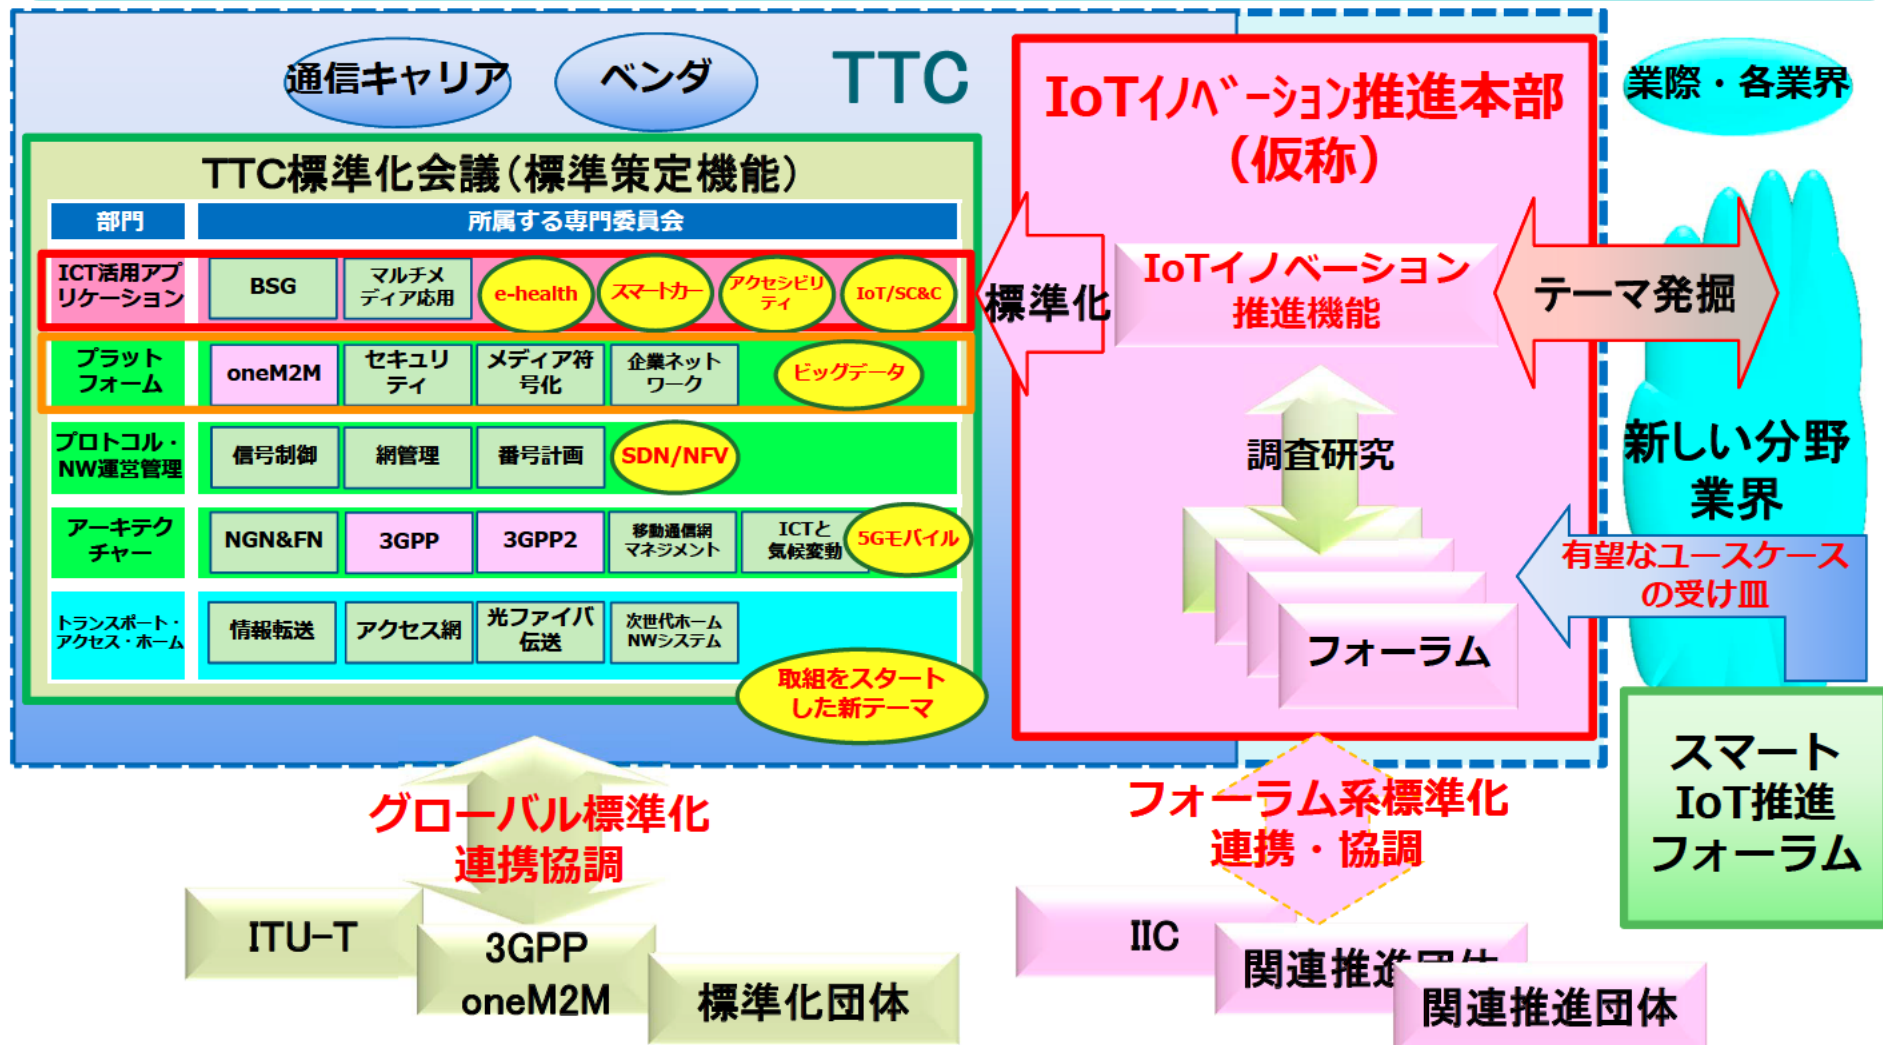 通信キャリア
ベンダ
TTC
TTC標準化会議(標準策定機能)
部門
所属する専門委員会
ICT活用アプ
リケーション
BSG
マルチメ
ディア応用
e-health
スマートカー
アクセシビリ
ティ
IoT/SC&C
プラット
フォーム
oneM2M
セキュリ
ティ
メディア符
号化
企業ネット
ワーク
ビッグデータ
プロトコル・
NW運営管理
信号制御
網管理
番号計画
SDN/NFV
アーキテク
チャー
NGN&FN
3GPP
3GPP2
移動通信網
マネジメント
ICTと
気候変動
5Gモバイル
トランスポート・
アクセス・ホーム
情報転送
アクセス網
光ファイバ
伝送
次世代ホーム
NWシステム
取組をスタート
した新テーマ
IoTイノベーション推進本部
(仮称)
標準化
IoTイノベーション
推進機能
テーマ発掘
調査研究
フォーラム
業際・各業界
新しい分野
業界
有望なユースケース
の受け皿
スマート
IoT推進
フォーラム
グローバル標準化
連携協調
ITU-T
3GPP
oneM2M
標準化団体
フォーラム系標準化
連携・協調
IIC
関連推進団体
関連推進団体